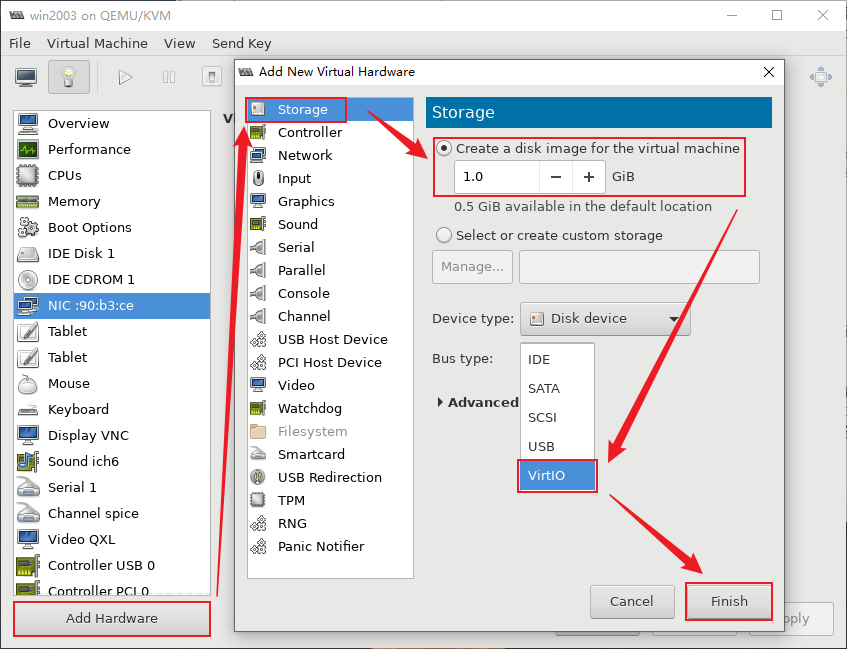 win2003 on QEMU/KVM
File Virtual Machine View Send Key
Overview
Performance
CPUs
Memory
Boot Options
IDE Disk 1
IDE CDROM 1
NIC :90:b3:ce
Tablet
Tablet
Mouse
Keyboard
Display VNC
Sound ich6
Serial 1
Channel spice
Video QXL
Controller USB 0
Controller PCI 0
Add Hardware
Add New Virtual Hardware
Storage
Controller
Network
Input
Graphics
Sound
Serial
Parallel
Console
Channel
USB Host Device
PCI Host Device
Video
Watchdog
Filesystem
Smartcard
USB Redirection
TPM
RNG
Panic Notifier
Storage
Create a disk image for the virtual machine
1.0 − + GiB
0.5 GiB available in the default location
Select or create custom storage
Manage...
Device type: Disk device
Bus type:
IDE
SATA
SCSI
USB
VirtIO
Advanced
Cancel Finish